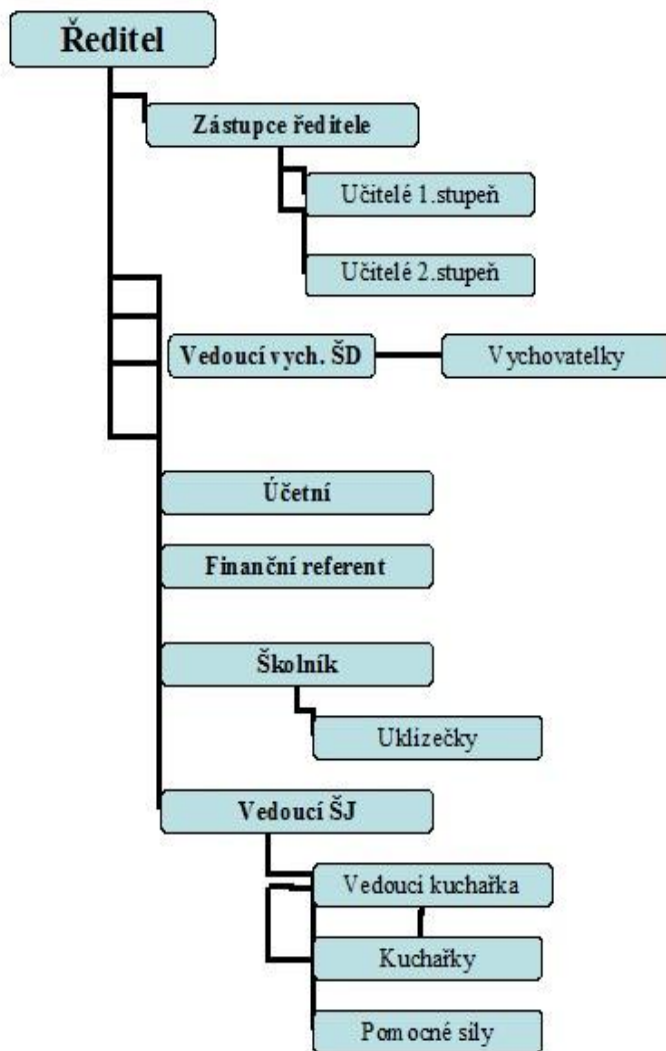 Ředitel
Zástupce ředitele
Učitelé 1.stupeň
Učitelé 2.stupeň
Vedoucí vych. ŠD
Vychovatelky
Účetní
Finanční referent
Školník
Uklízečky
Vedoucí ŠJ
Vedoucí kuchařka
Kuchařky
Pomocné síly